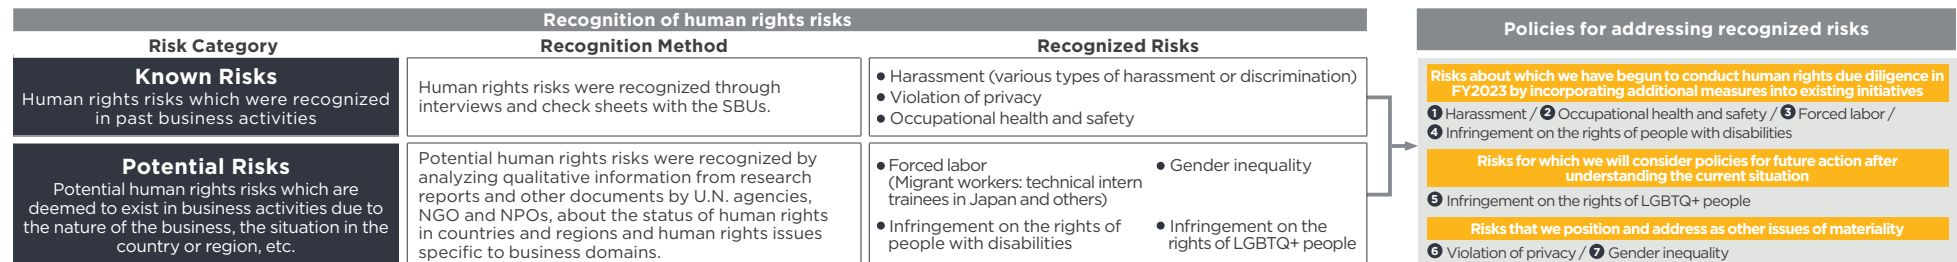 Recognition of human rights risks
Risk Category
Recognition Method
Recognized Risks
Known Risks
Human rights risks which were recognized
in past business activities
Human rights risks were recognized through
interviews and check sheets with the SBUs.
● Harassment (various types of harassment or discrimination)
● Violation of privacy
● Occupational health and safety
Potential Risks
Potential human rights risks which are
deemed to exist in business activities due to
the nature of the business, the situation in the
country or region, etc.
Potential human rights risks were recognized by
analyzing qualitative information from research
reports and other documents by U.N. agencies,
NGO and NPOs, about the status of human rights
in countries and regions and human rights issues
specific to business domains.
● Forced labor
(Migrant workers: technical intern
trainees in Japan and others)
● Infringement on the rights of
people with disabilities
● Gender inequality
● Infringement on the
rights of LGBTQ+ people
Policies for addressing recognized risks
Risks about which we have begun to conduct human rights due diligence in
FY2023 by incorporating additional measures into existing initiatives
❶ Harassment / ❷ Occupational health and safety / ❸ Forced labor /
❹ Infringement on the rights of people with disabilities
Risks for which we will consider policies for future action after
understanding the current situation
❺ Infringement on the rights of LGBTQ+ people
Risks that we position and address as other issues of materiality
❻ Violation of privacy / ❼ Gender inequality